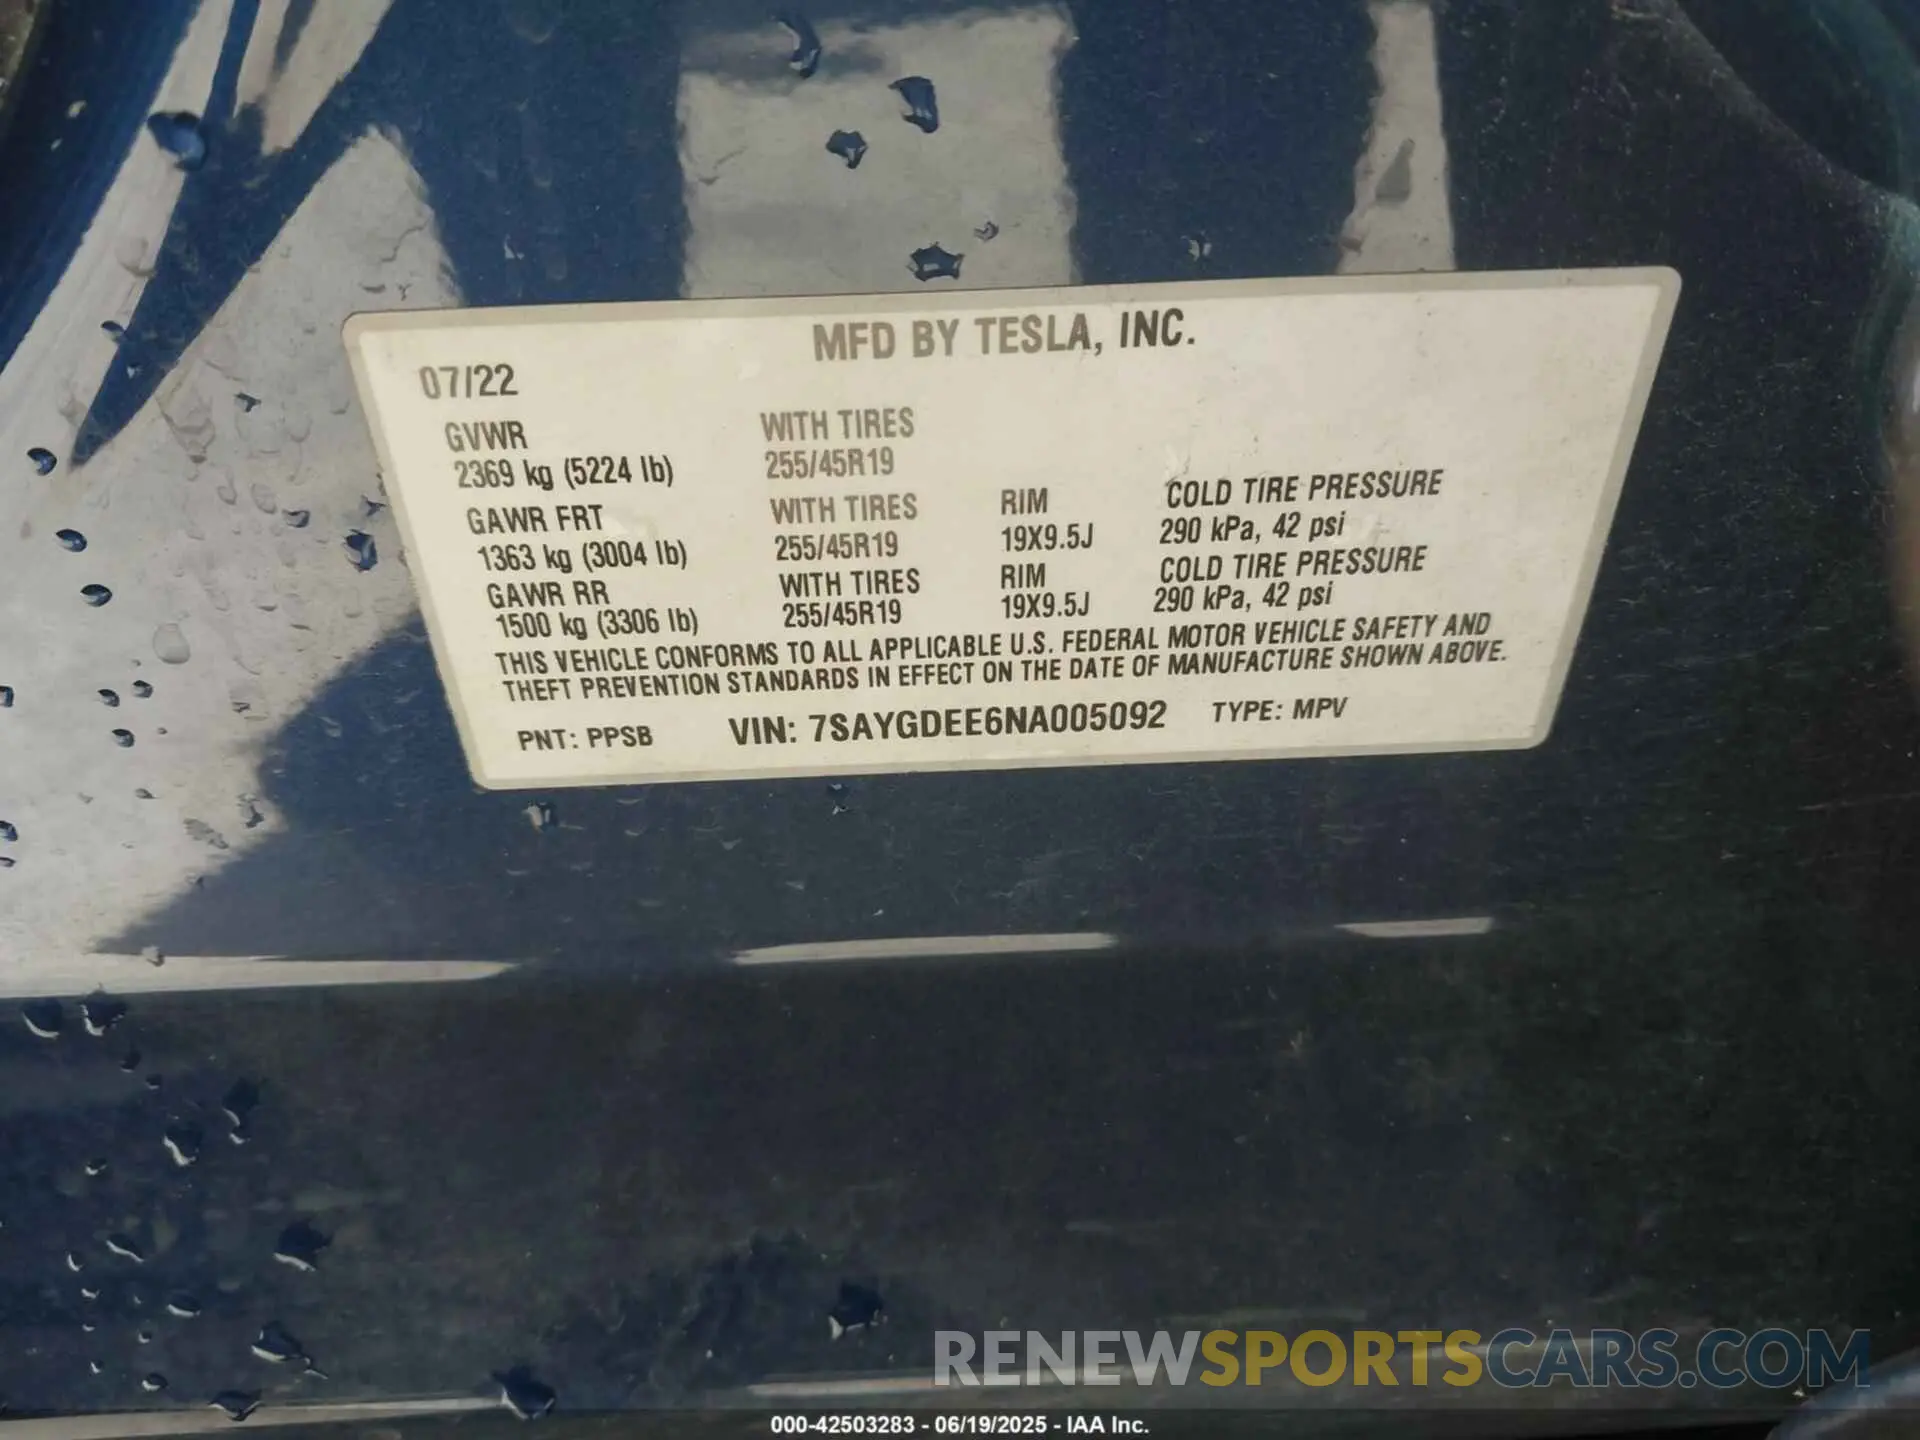 MFD BY TESLA, INC.
07/22
GVWR WITH TIRES
2369 kg (5224 lb) 255/45R19
GAWR FRT WITH TIRES RIM COLD TIRE PRESSURE
1363 kg (3004 lb) 255/45R19 19X9.5J 290 kPa, 42 psi
GAWR RR WITH TIRES RIM COLD TIRE PRESSURE
1500 kg (3306 lb) 255/45R19 19X9.5J 290 kPa, 42 psi
THIS VEHICLE CONFORMS TO ALL APPLICABLE U.S. FEDERAL MOTOR VEHICLE SAFETY AND
THEFT PREVENTION STANDARDS IN EFFECT ON THE DATE OF MANUFACTURE SHOWN ABOVE.
PNT: PPSB VIN: 7SAYGDEE6NA005092 TYPE: MPV
RENEWSPORTSCARS.COM
000-42503283 - 06/19/2025 - IAA Inc.